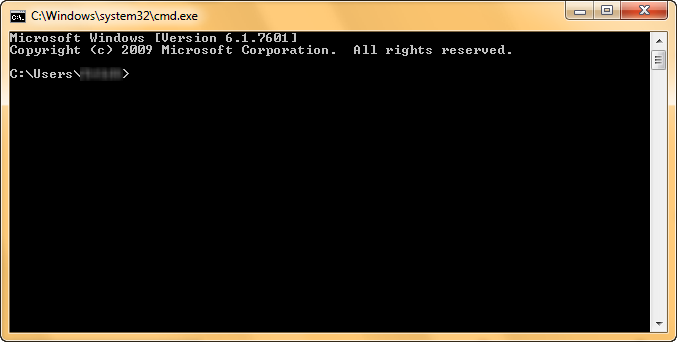 C:\Windows\system32\cmd.exe
Microsoft Windows [Version 6.1.7601]
Copyright (c) 2009 Microsoft Corporation.  All rights reserved.
C:\Users\ >